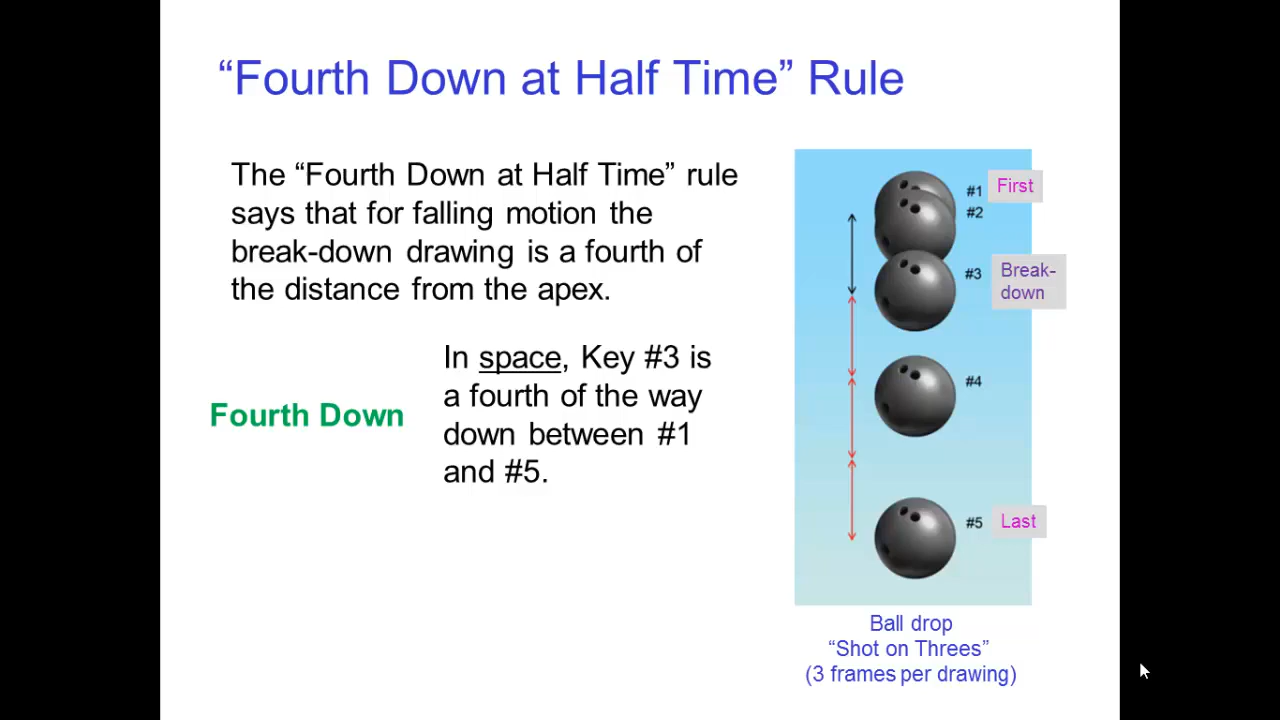 “Fourth Down at Half Time” Rule
The “Fourth Down at Half Time” rule
says that for falling motion the
break-down drawing is a fourth of
the distance from the apex.
Fourth Down
In space, Key #3 is
a fourth of the way
down between #1
and #5.
#1 First
#2
#3 Break-
down
#4
#5 Last
Ball drop
“Shot on Threes”
(3 frames per drawing)